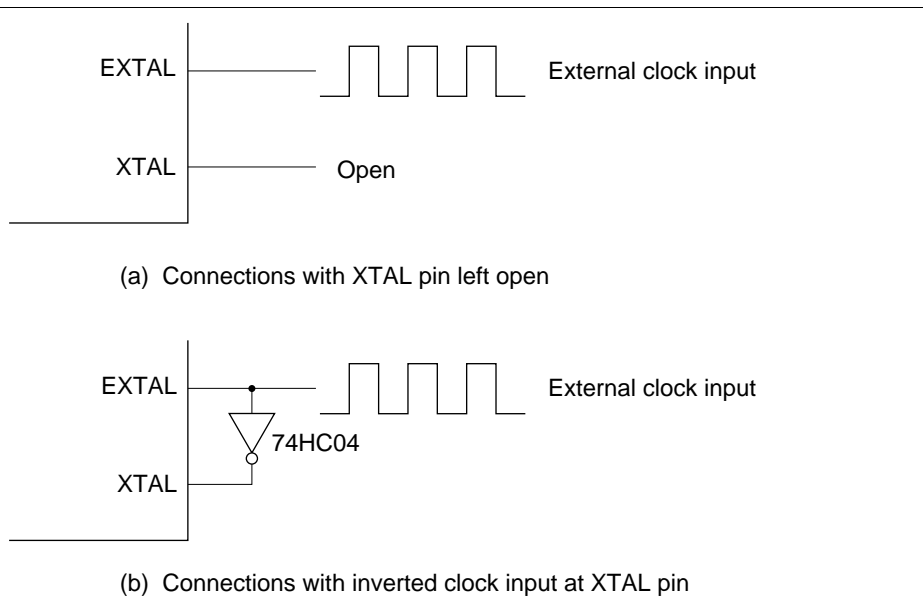 EXTAL
External clock input
XTAL
Open
(a) Connections with XTAL pin left open
EXTAL
External clock input
74HC04
XTAL
(b) Connections with inverted clock input at XTAL pin